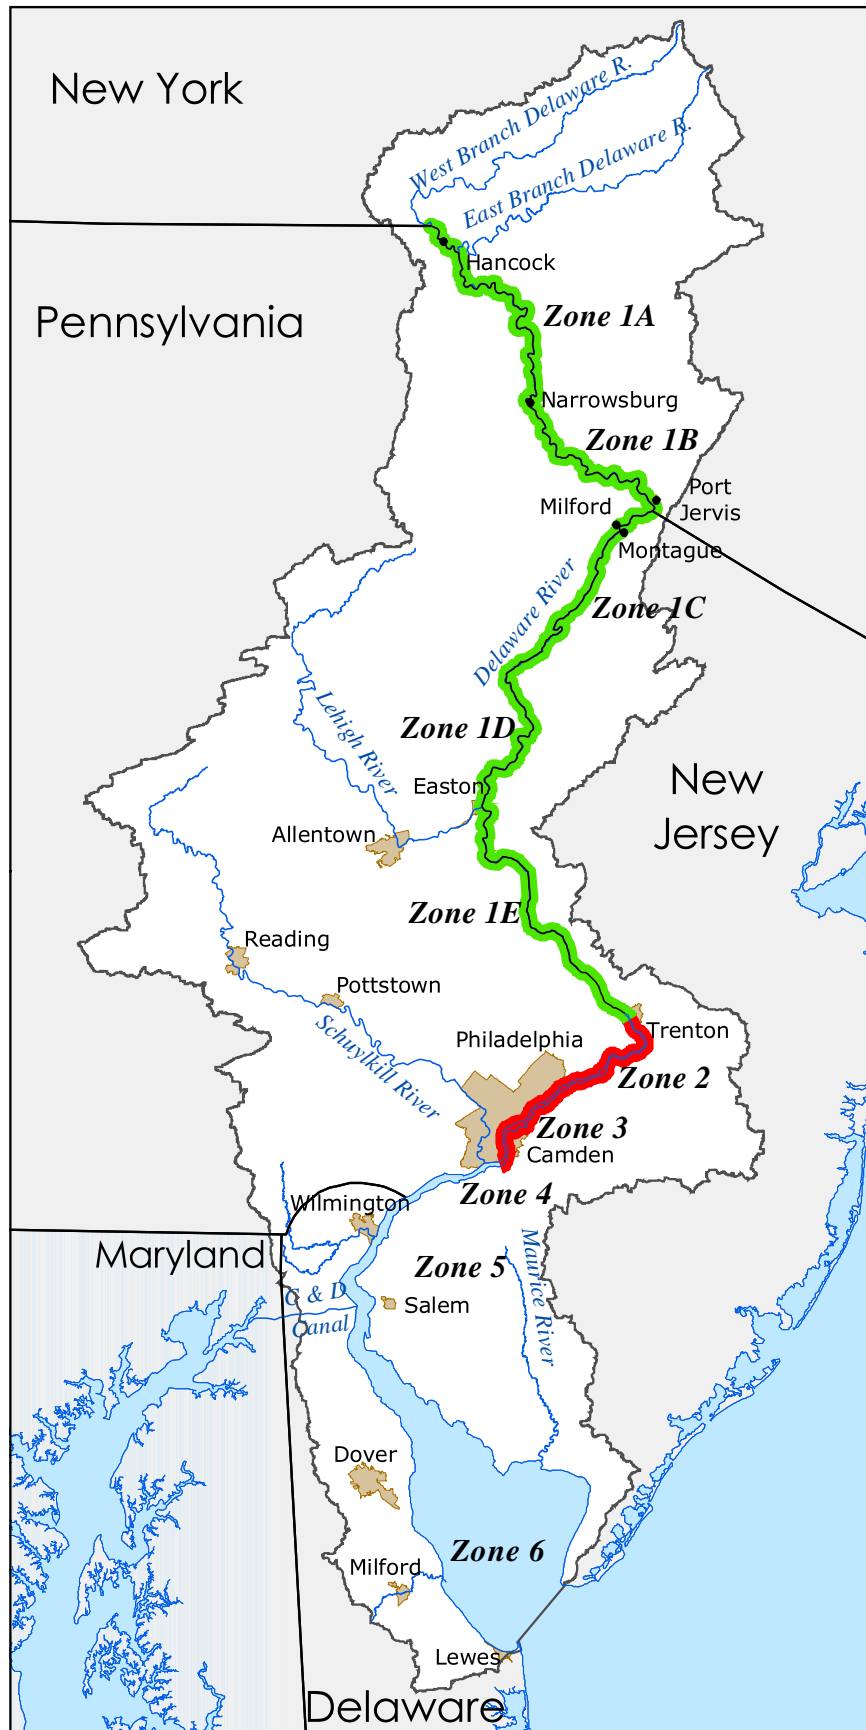 New York
West Branch Delaware R.
East Branch Delaware R.
Hancock
Pennsylvania
Zone 1A
Narrowsburg
Zone 1B
Port
Jervis
Milford
Montague
Delaware River
Zone 1C
Lehigh River
Zone 1D
Easton
New
Jersey
Allentown
Zone 1E
Reading
Pottstown
Schuylkill River
Philadelphia
Trenton
Zone 2
Zone 3
Camden
Zone 4
Wilmington
Maryland
Zone 5
Maurice River
C & D
Canal
Salem
Dover
Zone 6
Milford
Lewes
Delaware